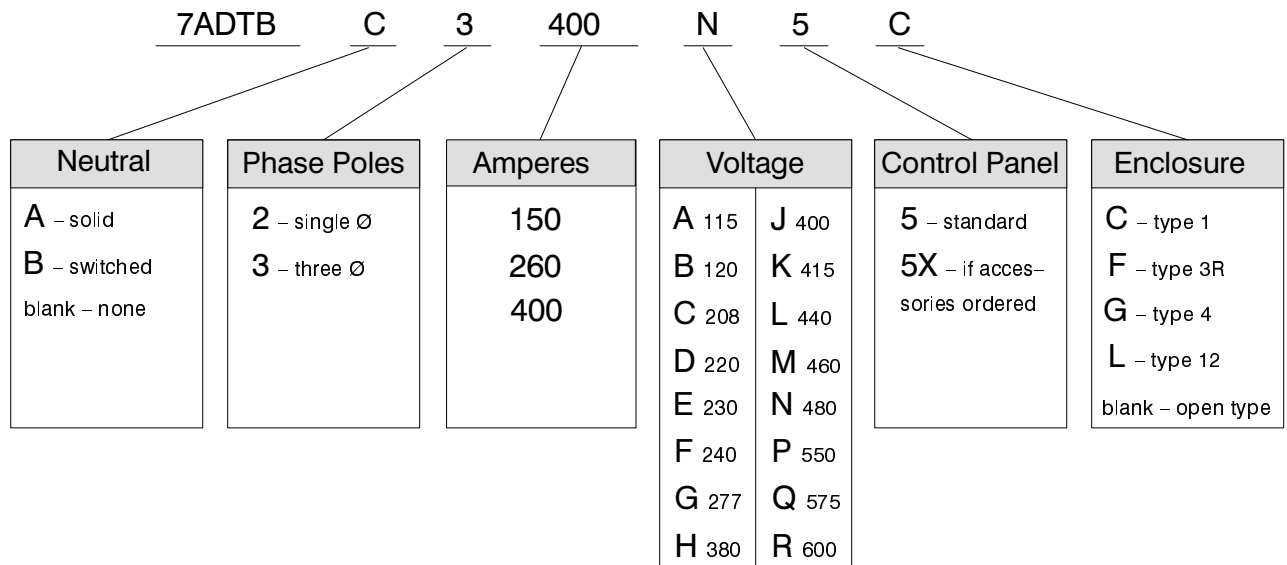 7ADTB C 3 400 N 5 C
Neutral
A – solid
B – switched
blank – none
Phase Poles
2 – single Ø
3 – three Ø
Amperes
150
260
400
Voltage
A 115
B 120
C 208
D 220
E 230
F 240
G 277
H 380
J 400
K 415
L 440
M 460
N 480
P 550
Q 575
R 600
Control Panel
5 – standard
5X – if acces–
sories ordered
Enclosure
C – type 1
F – type 3R
G – type 4
L – type 12
blank – open type